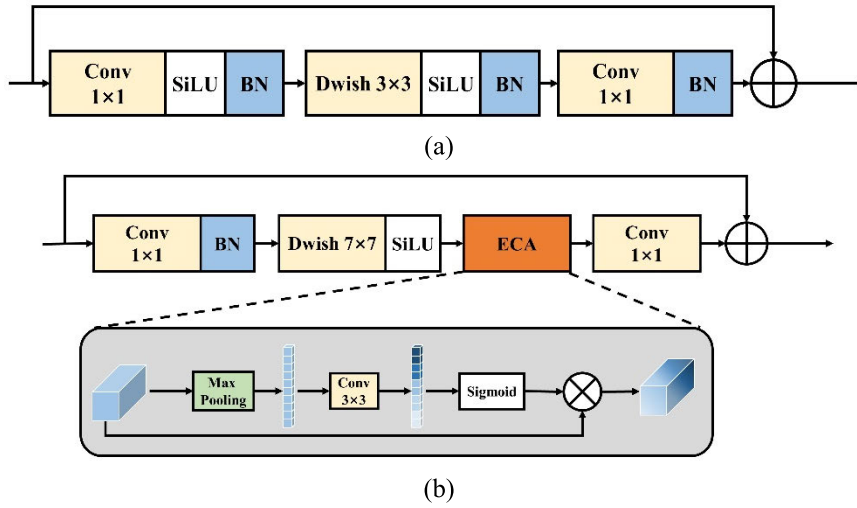 Conv
1×1
SiLU
BN
Dwish 3×3
SiLU
BN
Conv
1×1
BN
(a)
Conv
1×1
BN
Dwish 7×7
SiLU
ECA
Conv
1×1
Max
Pooling
Conv
3×3
Sigmoid
(b)